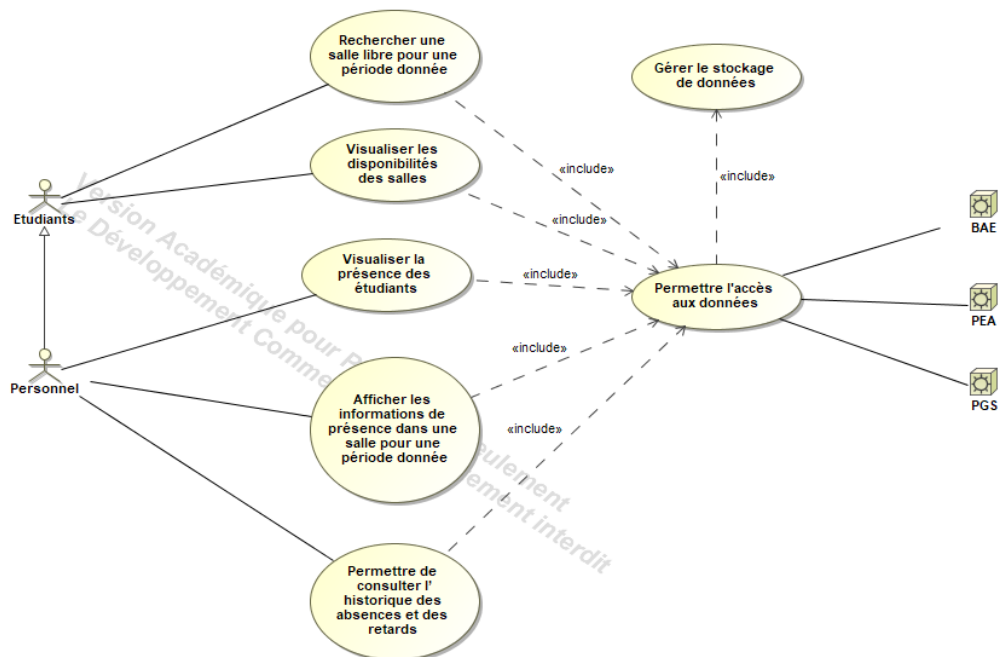 Rechercher une
salle libre pour une
période donnée
Gérer le stockage
de données
Visualiser les
disponibilités
des salles
«include»
«include»
«include»
Etudiants
BAE
Visualiser la
présence des
étudiants
«include»
Permettre l'accès
aux données
PEA
«include»
Personnel
Afficher les
informations de
présence dans une
salle pour une
période donnée
PGS
«include»
Permettre de
consulter l’
historique des
absences et des
retards
Version Académique pour seulement
Le Développement interdit